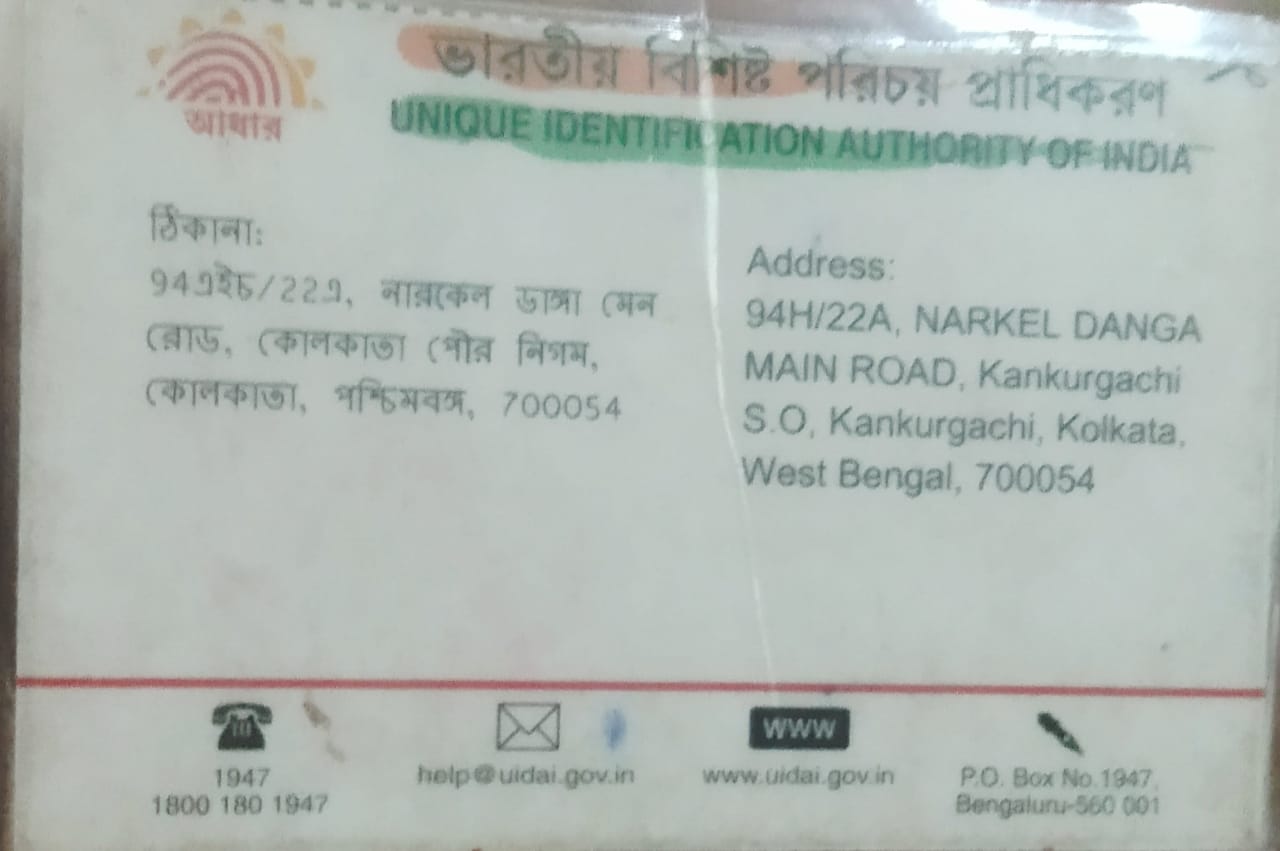 ভারতীয় বিশিষ্ট পরিচয় প্রাধিকরণ
UNIQUE IDENTIFICATION AUTHORITY OF INDIA
আধার
ঠিকানা:
94এইচ/22এ, নারকেল ডাঙ্গা মেন
রোড, কোলকাতা পৌর নিগম,
কোলকাতা, পশ্চিমবঙ্গ, 700054
Address:
94H/22A, NARKEL DANGA
MAIN ROAD, Kankurgachi
S.O, Kankurgachi, Kolkata,
West Bengal, 700054
1947
1800 180 1947
help@uidai.gov.in
www
www.uidai.gov.in
P.O. Box No.1947,
Bengaluru-560 001